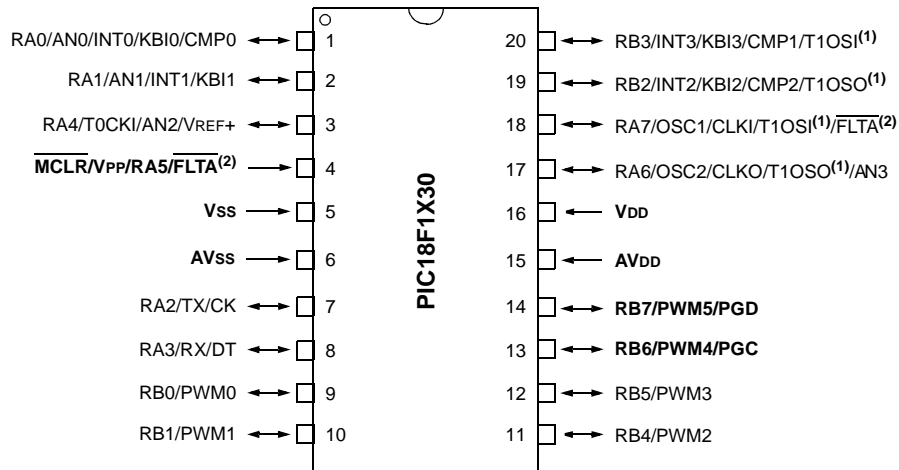 RA0/AN0/INT0/KBI0/CMP0 1
RA1/AN1/INT1/KBI1 2
RA4/T0CKI/AN2/VREF+ 3
MCLR/VPP/RA5/FLTA(2) 4
VSS 5
AVSS 6
RA2/TX/CK 7
RA3/RX/DT 8
RB0/PWM0 9
RB1/PWM1 10
PIC18F1X30
20 RB3/INT3/KBI3/CMP1/T1OSI(1)
19 RB2/INT2/KBI2/CMP2/T1OSO(1)
18 RA7/OSC1/CLKI/T1OSI(1)/FLTA(2)
17 RA6/OSC2/CLKO/T1OSO(1)/AN3
16 VDD
15 AVDD
14 RB7/PWM5/PGD
13 RB6/PWM4/PGC
12 RB5/PWM3
11 RB4/PWM2